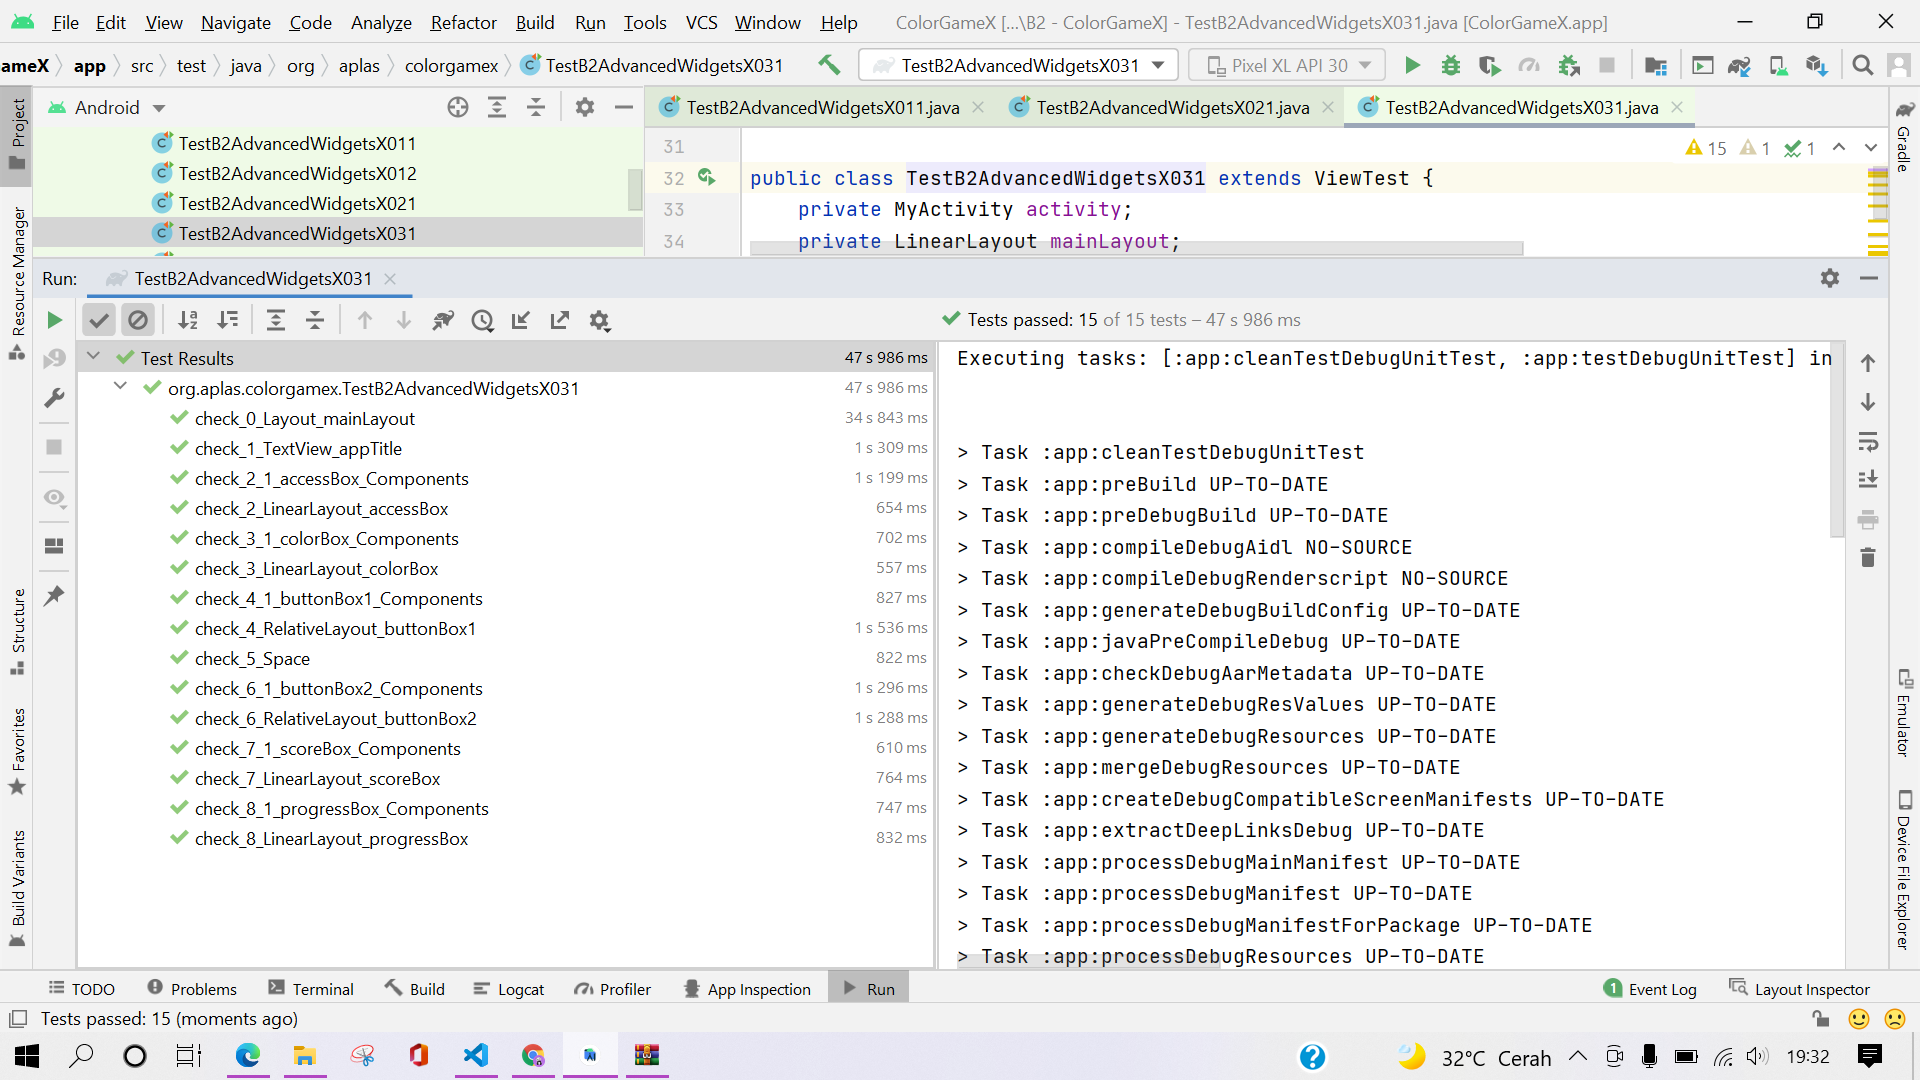 File Edit View Navigate Code Analyze Refactor Build Run Tools VCS Window Help ColorGameX [...\B2 - ColorGameX] - TestB2AdvancedWidgetsX031.java [ColorGameX.app]
ameX app src test java org aplas colorgamex TestB2AdvancedWidgetsX031 TestB2AdvancedWidgetsX031 Pixel XL API 30
Project
Resource Manager
Structure
Favorites
Build Variants
Android
TestB2AdvancedWidgetsX011
TestB2AdvancedWidgetsX012
TestB2AdvancedWidgetsX021
TestB2AdvancedWidgetsX031
TestB2AdvancedWidgetsX011.java TestB2AdvancedWidgetsX021.java TestB2AdvancedWidgetsX031.java
31 15 1 1
32 public class TestB2AdvancedWidgetsX031 extends ViewTest {
33 private MyActivity activity;
34 private LinearLayout mainLayout;
Run: TestB2AdvancedWidgetsX031
Tests passed: 15 of 15 tests – 47 s 986 ms
Test Results 47 s 986 ms
org.aplas.colorgamex.TestB2AdvancedWidgetsX031 47 s 986 ms
check_0_Layout_mainLayout 34 s 843 ms
check_1_TextView_appTitle 1 s 309 ms
check_2_1_accessBox_Components 1 s 199 ms
check_2_LinearLayout_accessBox 654 ms
check_3_1_colorBox_Components 702 ms
check_3_LinearLayout_colorBox 557 ms
check_4_1_buttonBox1_Components 827 ms
check_4_RelativeLayout_buttonBox1 1 s 536 ms
check_5_Space 822 ms
check_6_1_buttonBox2_Components 1 s 296 ms
check_6_RelativeLayout_buttonBox2 1 s 288 ms
check_7_1_scoreBox_Components 610 ms
check_7_LinearLayout_scoreBox 764 ms
check_8_1_progressBox_Components 747 ms
check_8_LinearLayout_progressBox 832 ms
Executing tasks: [:app:cleanTestDebugUnitTest, :app:testDebugUnitTest] in
> Task :app:cleanTestDebugUnitTest
> Task :app:preBuild UP-TO-DATE
> Task :app:preDebugBuild UP-TO-DATE
> Task :app:compileDebugAidl NO-SOURCE
> Task :app:compileDebugRenderscript NO-SOURCE
> Task :app:generateDebugBuildConfig UP-TO-DATE
> Task :app:javaPreCompileDebug UP-TO-DATE
> Task :app:checkDebugAarMetadata UP-TO-DATE
> Task :app:generateDebugResValues UP-TO-DATE
> Task :app:generateDebugResources UP-TO-DATE
> Task :app:mergeDebugResources UP-TO-DATE
> Task :app:createDebugCompatibleScreenManifests UP-TO-DATE
> Task :app:extractDeepLinksDebug UP-TO-DATE
> Task :app:processDebugMainManifest UP-TO-DATE
> Task :app:processDebugManifest UP-TO-DATE
> Task :app:processDebugManifestForPackage UP-TO-DATE
> Task :app:processDebugResources UP-TO-DATE
Gradle
Emulator
Device File Explorer
TODO Problems Terminal Build Logcat Profiler App Inspection Run 1 Event Log Layout Inspector
Tests passed: 15 (moments ago)
32°C Cerah 19:32